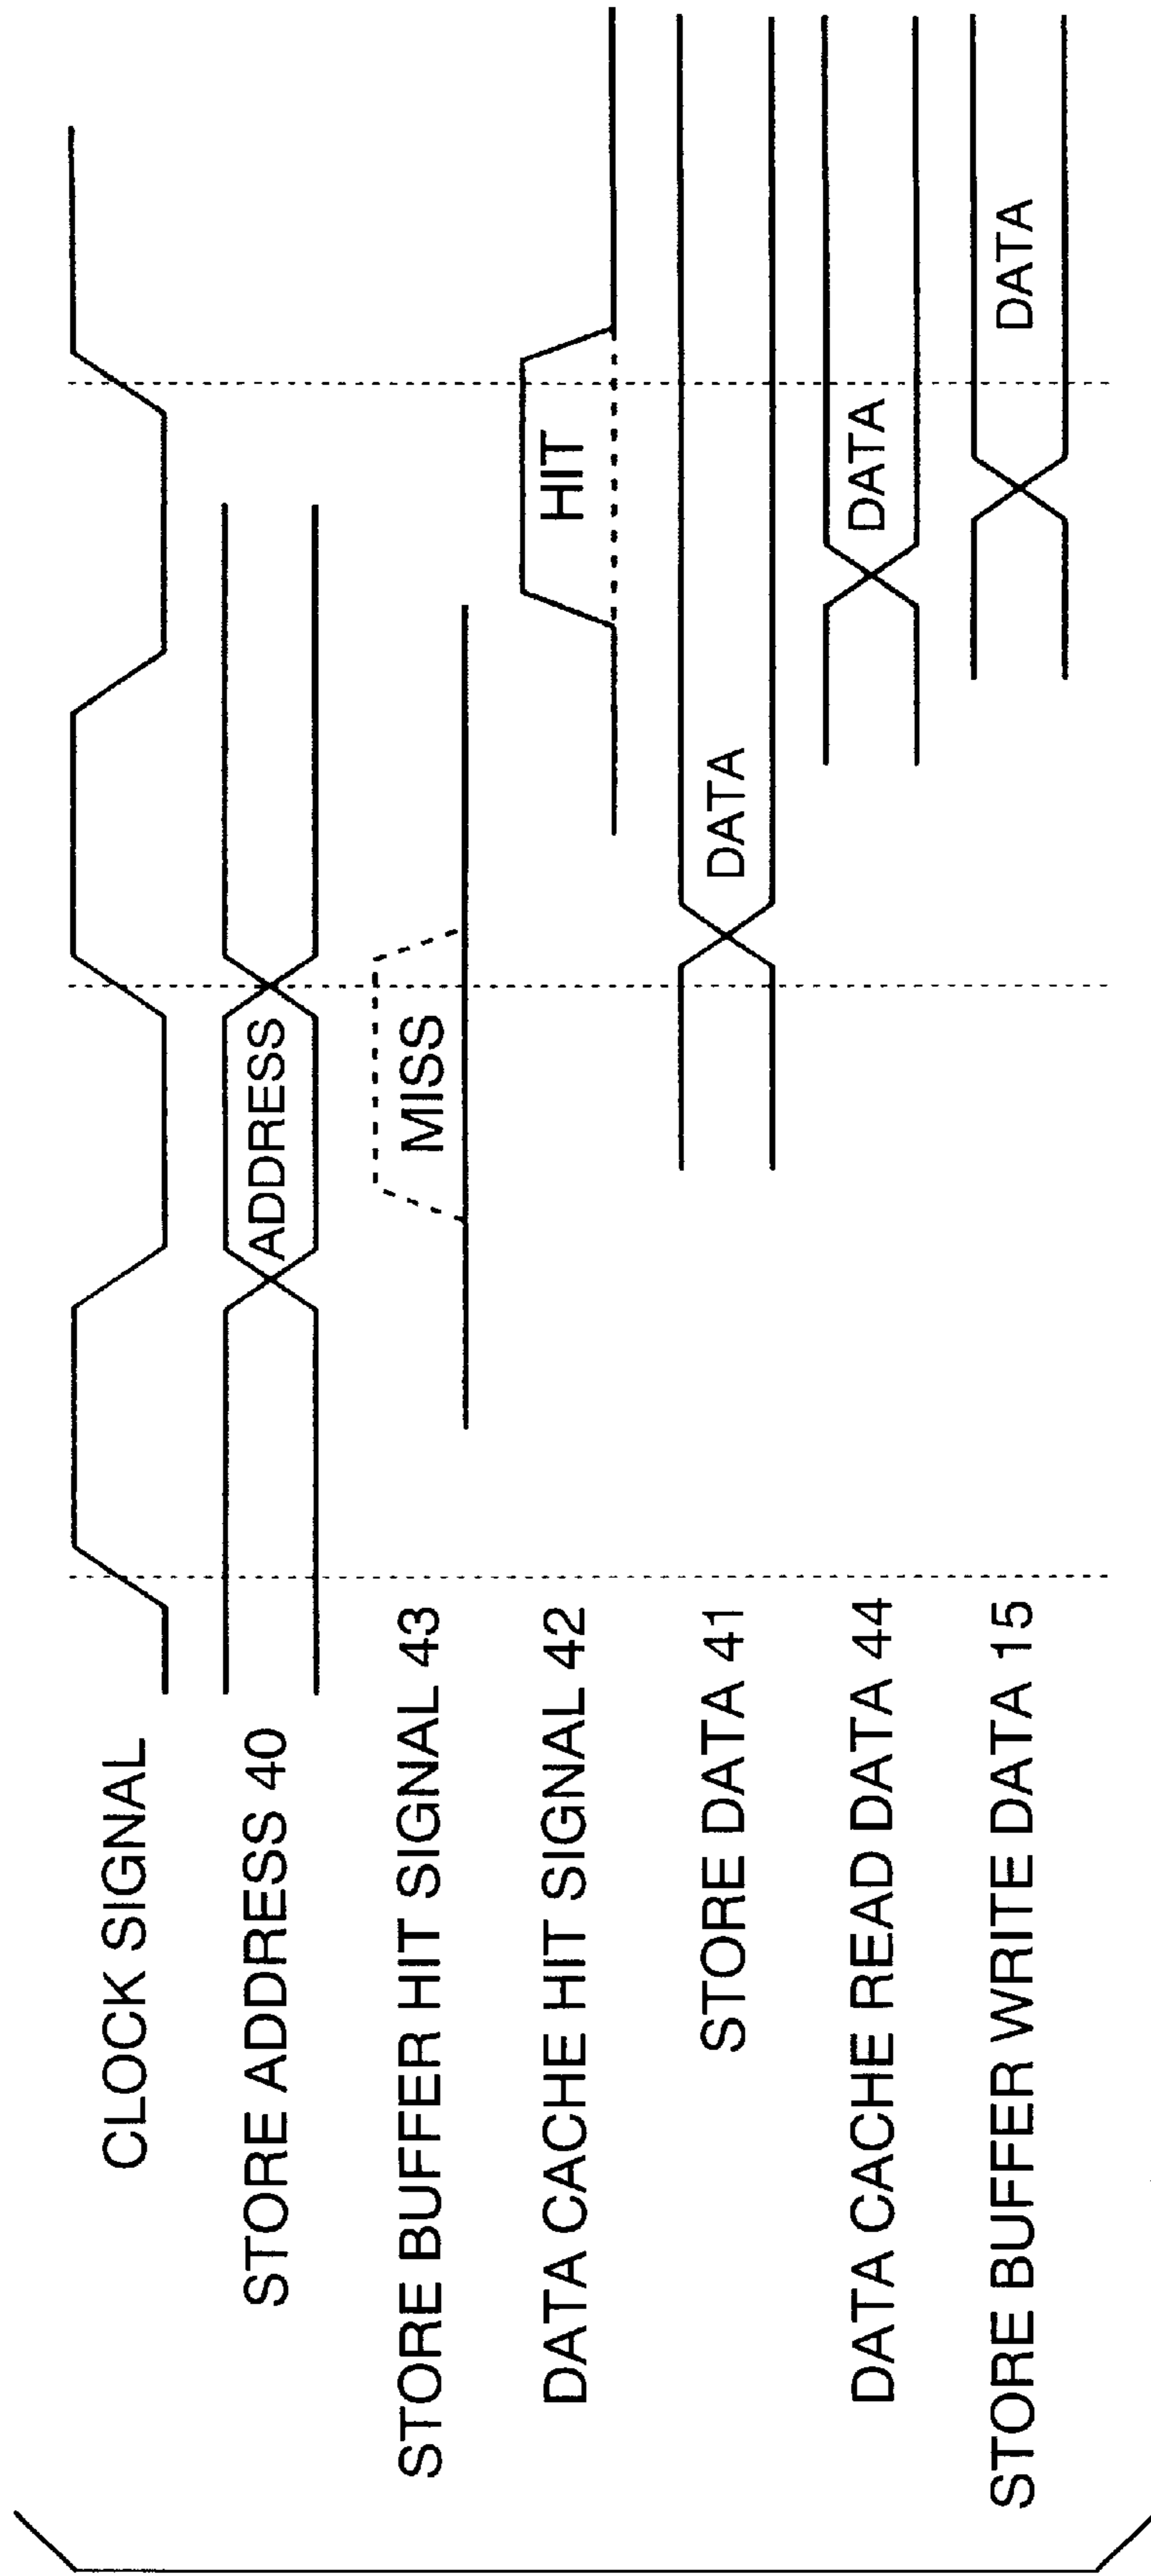 CLOCK SIGNAL
STORE ADDRESS 40
ADDRESS
STORE BUFFER HIT SIGNAL 43
MISS
DATA CACHE HIT SIGNAL 42
HIT
STORE DATA 41
DATA
DATA CACHE READ DATA 44
DATA
STORE BUFFER WRITE DATA 15
DATA